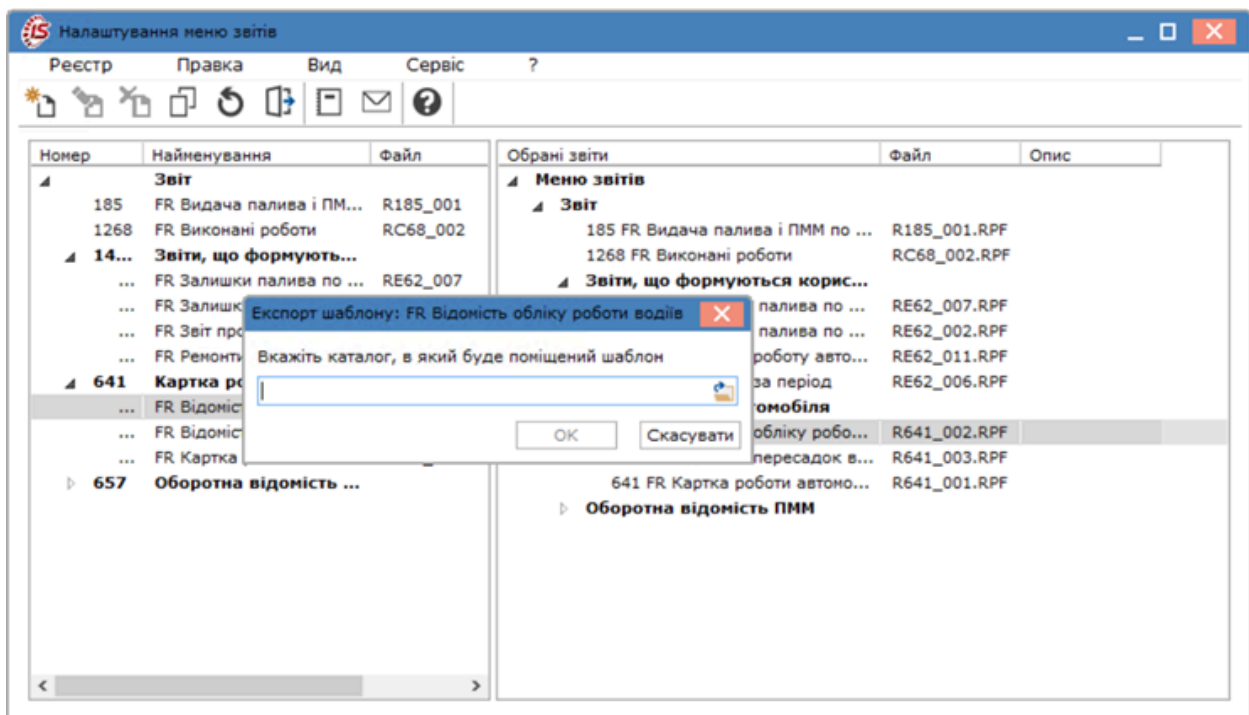 Налаштування меню звітів
Реєстр Правка Вид Сервіс ?
Номер Найменування Файл
Звіт
185 FR Видача палива і ПМ... R185_001
1268 FR Виконані роботи RC68_002
14... Звіти, що формують...
... FR Залишки палива по ... RE62_007
... FR Залишк
... FR Звіт про
... FR Ремонти
641 Картка ро
... FR Відоміст
... FR Відоміст
... FR Картка
657 Оборотна відомість ...
Обрані звіти Файл Опис
Меню звітів
Звіт
185 FR Видача палива і ПММ по ... R185_001.RPF
1268 FR Виконані роботи RC68_002.RPF
Звіти, що формуються корис...
палива по ... RE62_007.RPF
палива по ... RE62_002.RPF
роботу авто... RE62_011.RPF
за період RE62_006.RPF
омобіля
обліку робо... R641_002.RPF
пересадок в... R641_003.RPF
641 FR Картка роботи автомо... R641_001.RPF
Оборотна відомість ПММ
Експорт шаблону: FR Відомість обліку роботи водіїв
Вкажіть каталог, в який буде поміщений шаблон
OK Скасувати